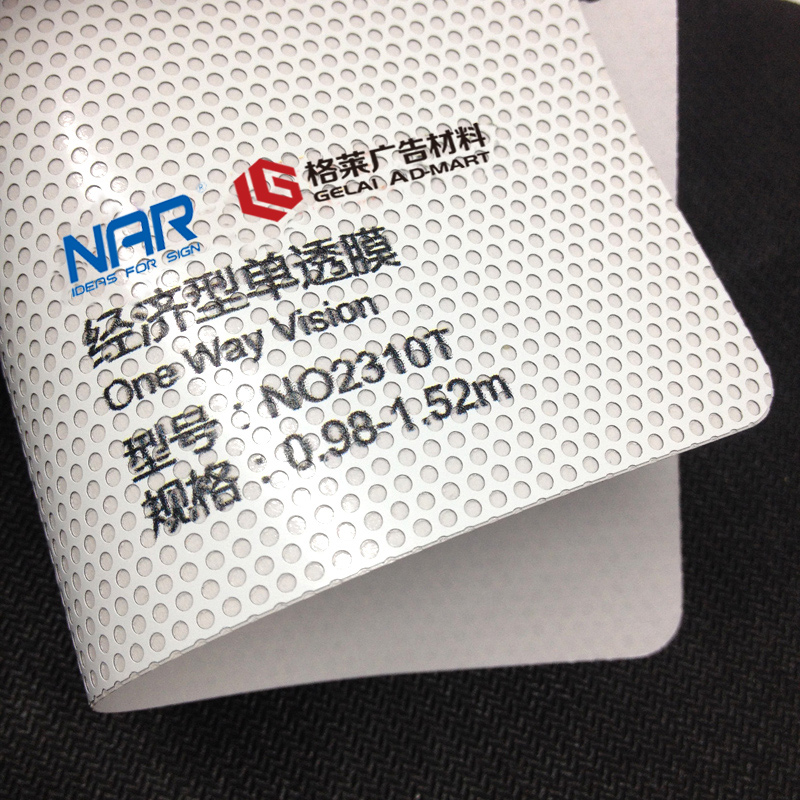 NAR®
IDEAS FOR SIGN
格莱广告材料
GELAI AD-MART
经济型单透膜
One Way Vision
型号：NO2310T
规格：0.98-1.52m